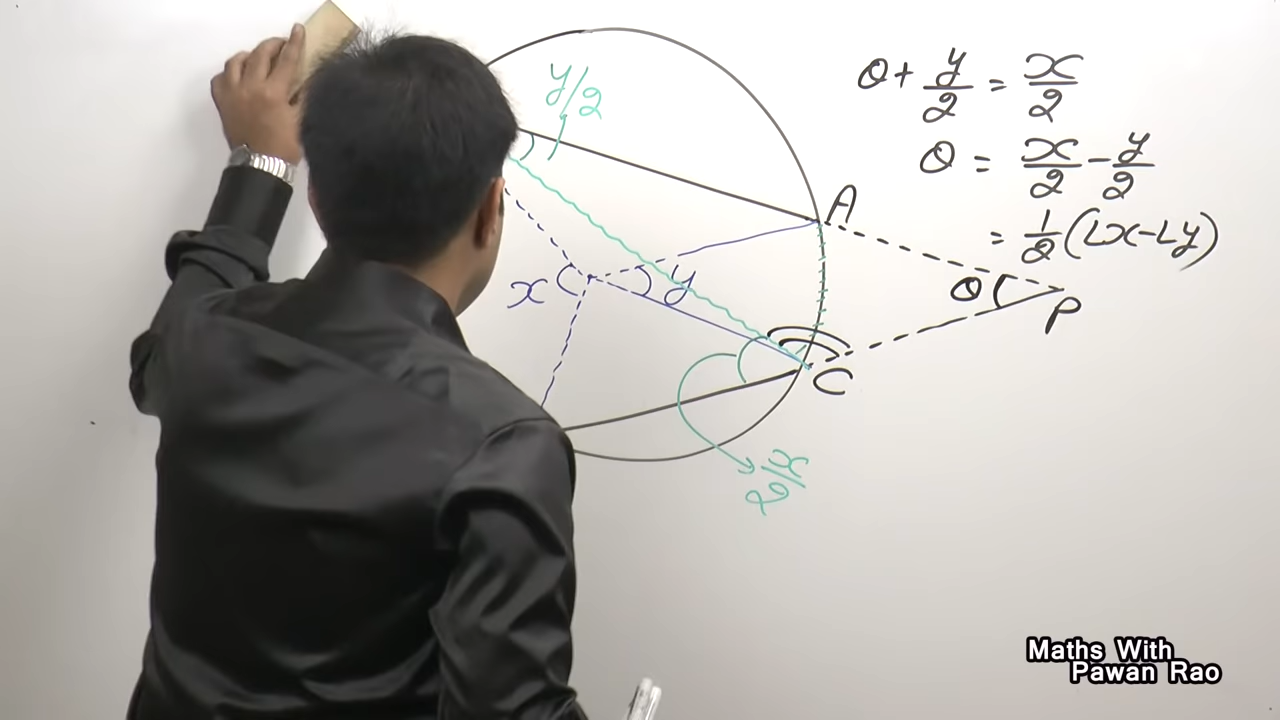 θ + y/2 = x/2
θ = x/2 - y/2
= 1/2 (∠x - ∠y)
y/2
A
x
y
θ
P
C
x/2
Maths With
Pawan Rao